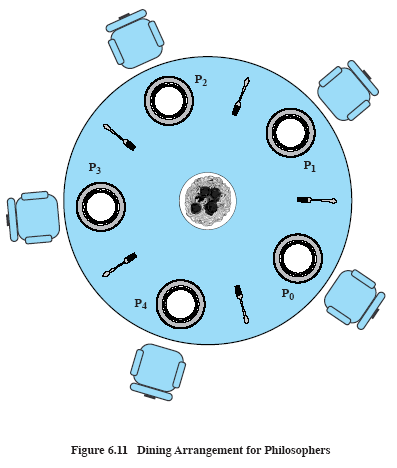 P2
P1
P3
P0
P4
Figure 6.11 Dining Arrangement for Philosophers